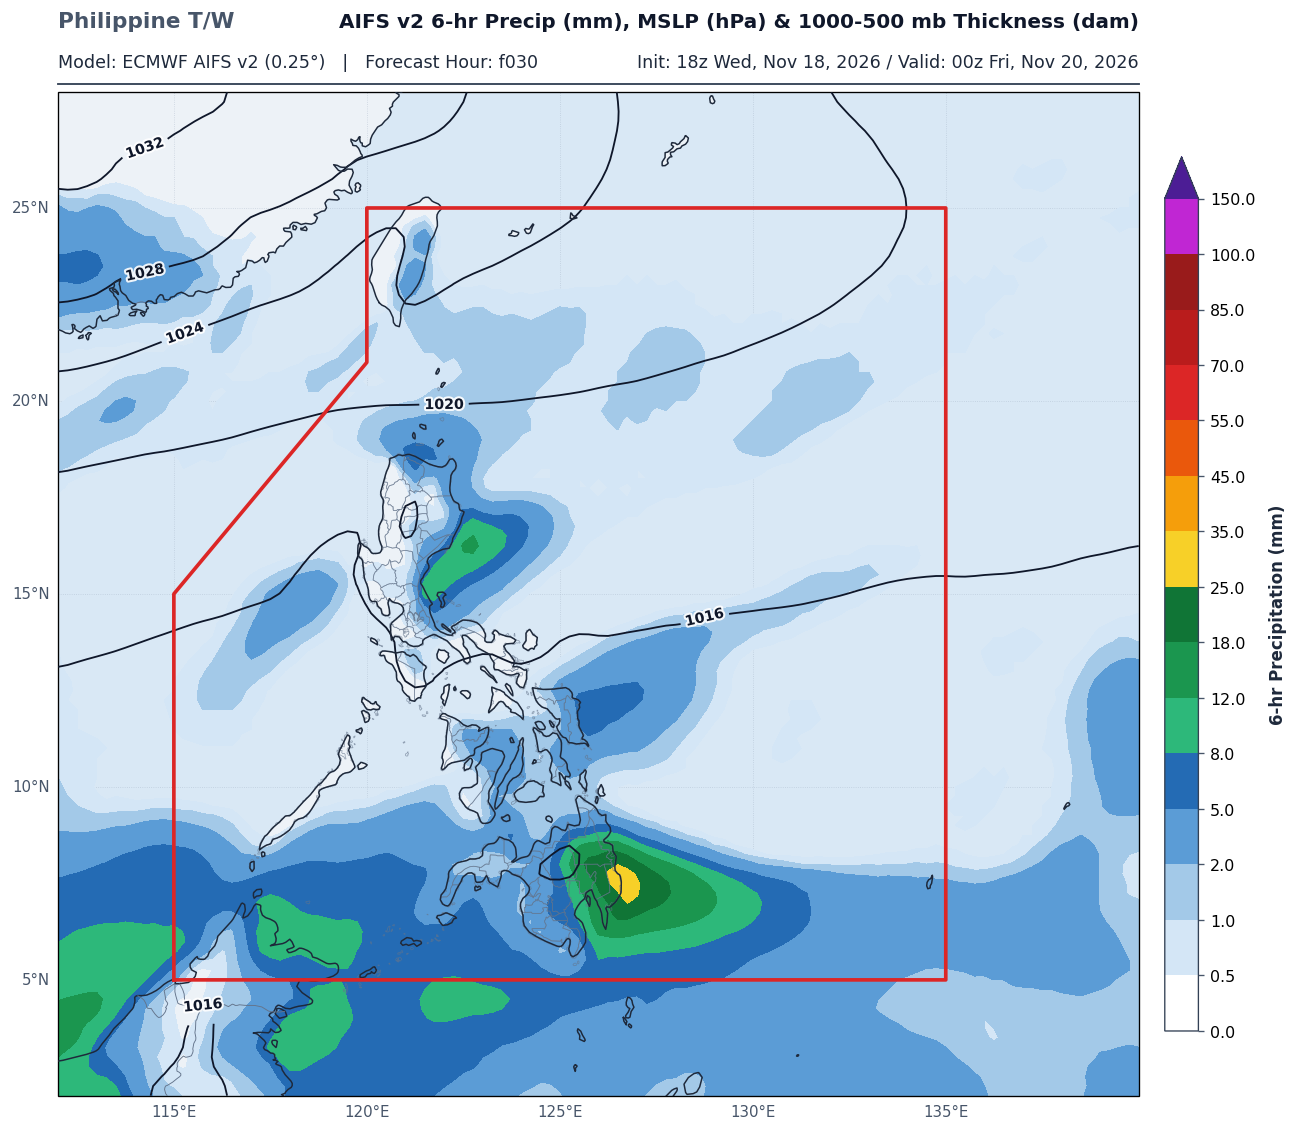 Philippine T/W
AIFS v2 6-hr Precip (mm), MSLP (hPa) & 1000-500 mb Thickness (dam)
Model: ECMWF AIFS v2 (0.25°) | Forecast Hour: f030
Init: 18z Wed, Nov 18, 2026 / Valid: 00z Fri, Nov 20, 2026
1032
1028
1024
1020
1016
1016
25°N
20°N
15°N
10°N
5°N
115°E
120°E
125°E
130°E
135°E
150.0
100.0
85.0
70.0
55.0
45.0
35.0
25.0
18.0
12.0
8.0
5.0
2.0
1.0
0.5
0.0
6-hr Precipitation (mm)